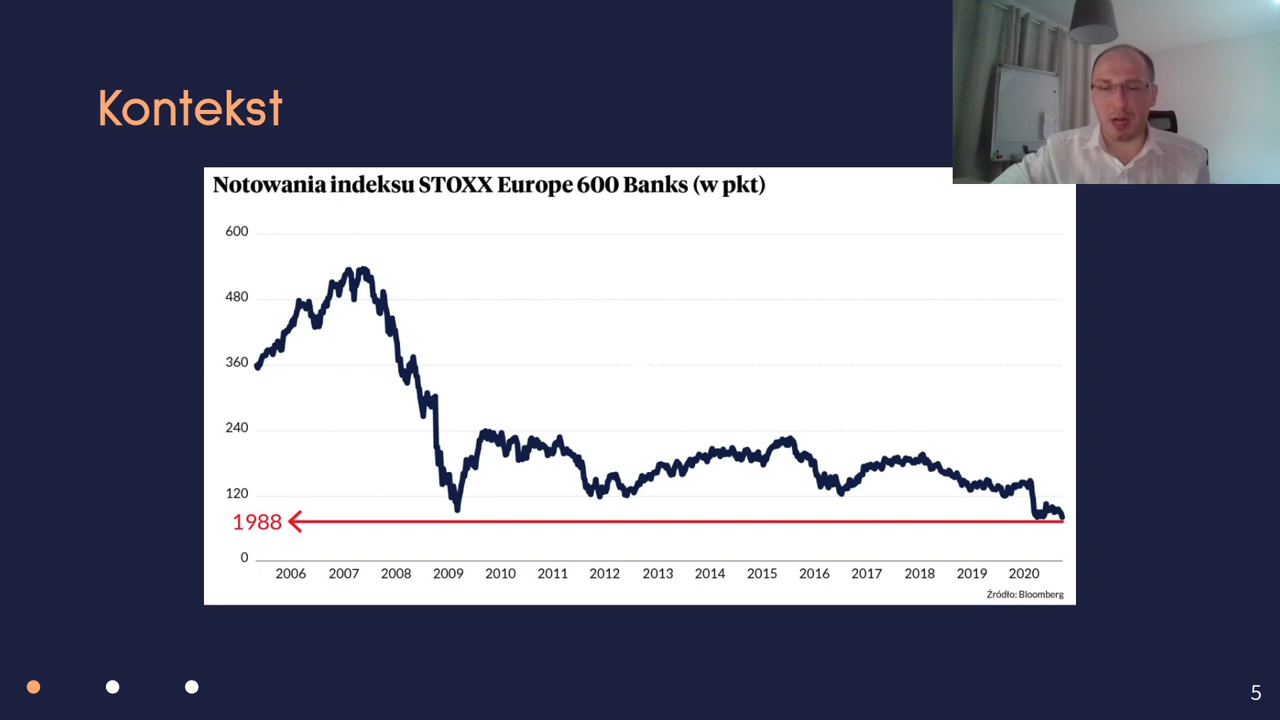 Kontekst
Notowania indeksu STOXX Europe 600 Banks (w pkt)
600
480
360
240
120
1988
0
2006 2007 2008 2009 2010 2011 2012 2013 2014 2015 2016 2017 2018 2019 2020
Źródło: Bloomberg
5